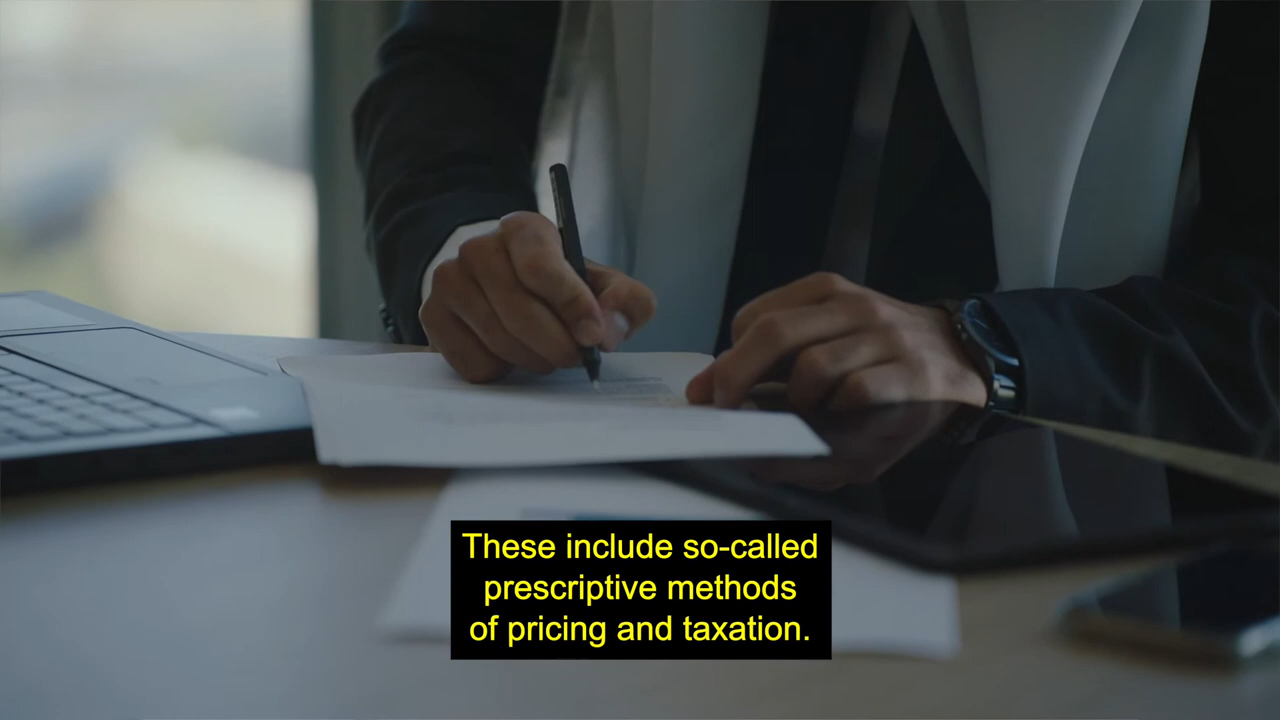 These include so-called
prescriptive methods
of pricing and taxation.